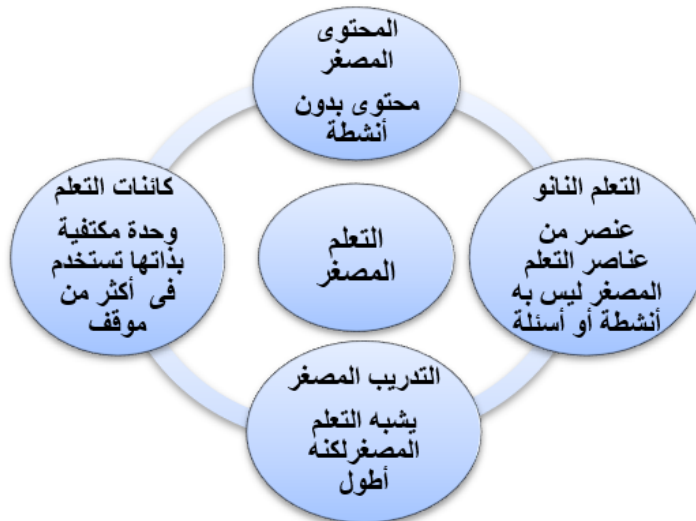 المحتوى
المصغر
محتوى بدون
أنشطة
التعلم النانو
عنصر من
عناصر التعلم
المصغر ليس به
أنشطة أو أسئلة
التدريب المصغر
يشبه التعلم
المصغرلكنه
أطول
كائنات التعلم
وحدة مكتفية
بذاتها تستخدم
فى أكثر من
موقف
التعلم
المصغر